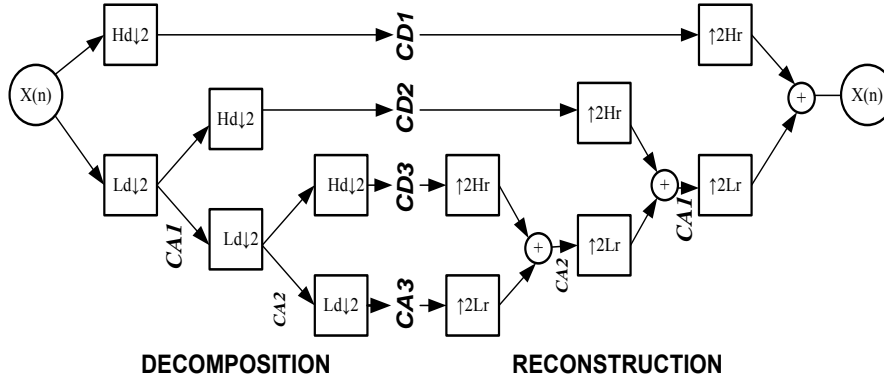 Hd↓2
CD1
↑2Hr
X(n)
+
X(n)
Hd↓2
CD2
↑2Hr
Ld↓2
Hd↓2
CD3
↑2Hr
+
↑2Lr
CA1
CA1
Ld↓2
+
↑2Lr
CA2
CA2
Ld↓2
CA3
↑2Lr
DECOMPOSITION
RECONSTRUCTION